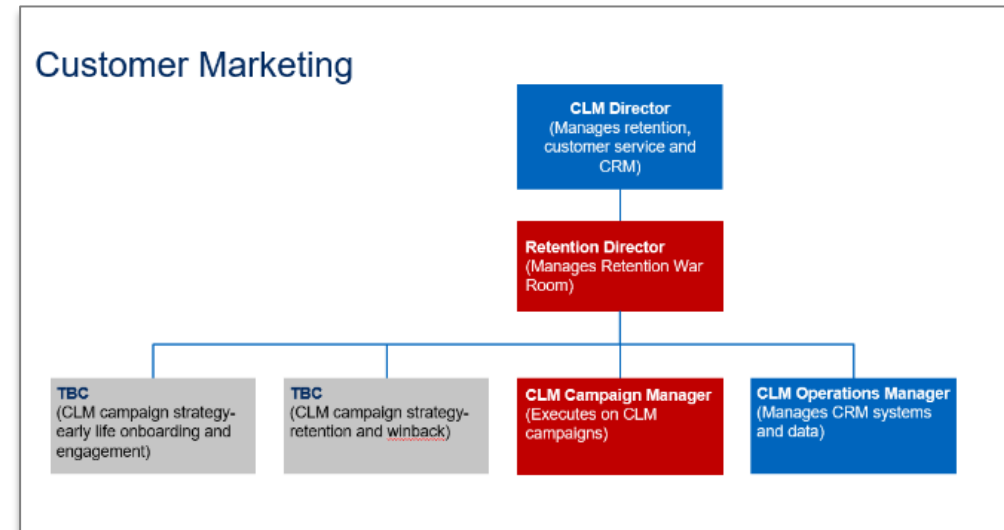 Customer Marketing
CLM Director
(Manages retention,
customer service and
CRM)
Retention Director
(Manages Retention War
Room)
TBC
(CLM campaign strategy-
early life onboarding and
engagement)
TBC
(CLM campaign strategy-
retention and winback)
CLM Campaign Manager
(Executes on CLM
campaigns)
CLM Operations Manager
(Manages CRM systems
and data)